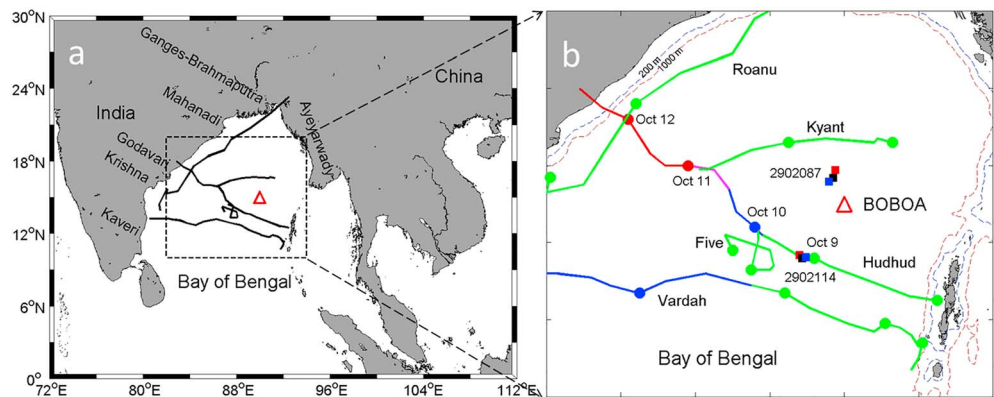 a
30°N
24°N
18°N
12°N
6°N
0°
72°E
80°E
88°E
96°E
104°E
112°E
Ganges-Brahmaputra
Mahanadi
Godavari
Krishna
Kaveri
Ayeyarwady
India
China
Bay of Bengal
b
200 m
1000 m
Roanu
Oct 12
Kyant
Oct 11
2902087
BOBOA
Oct 10
Five
Oct 9
Hudhud
2902114
Vardah
Bay of Bengal